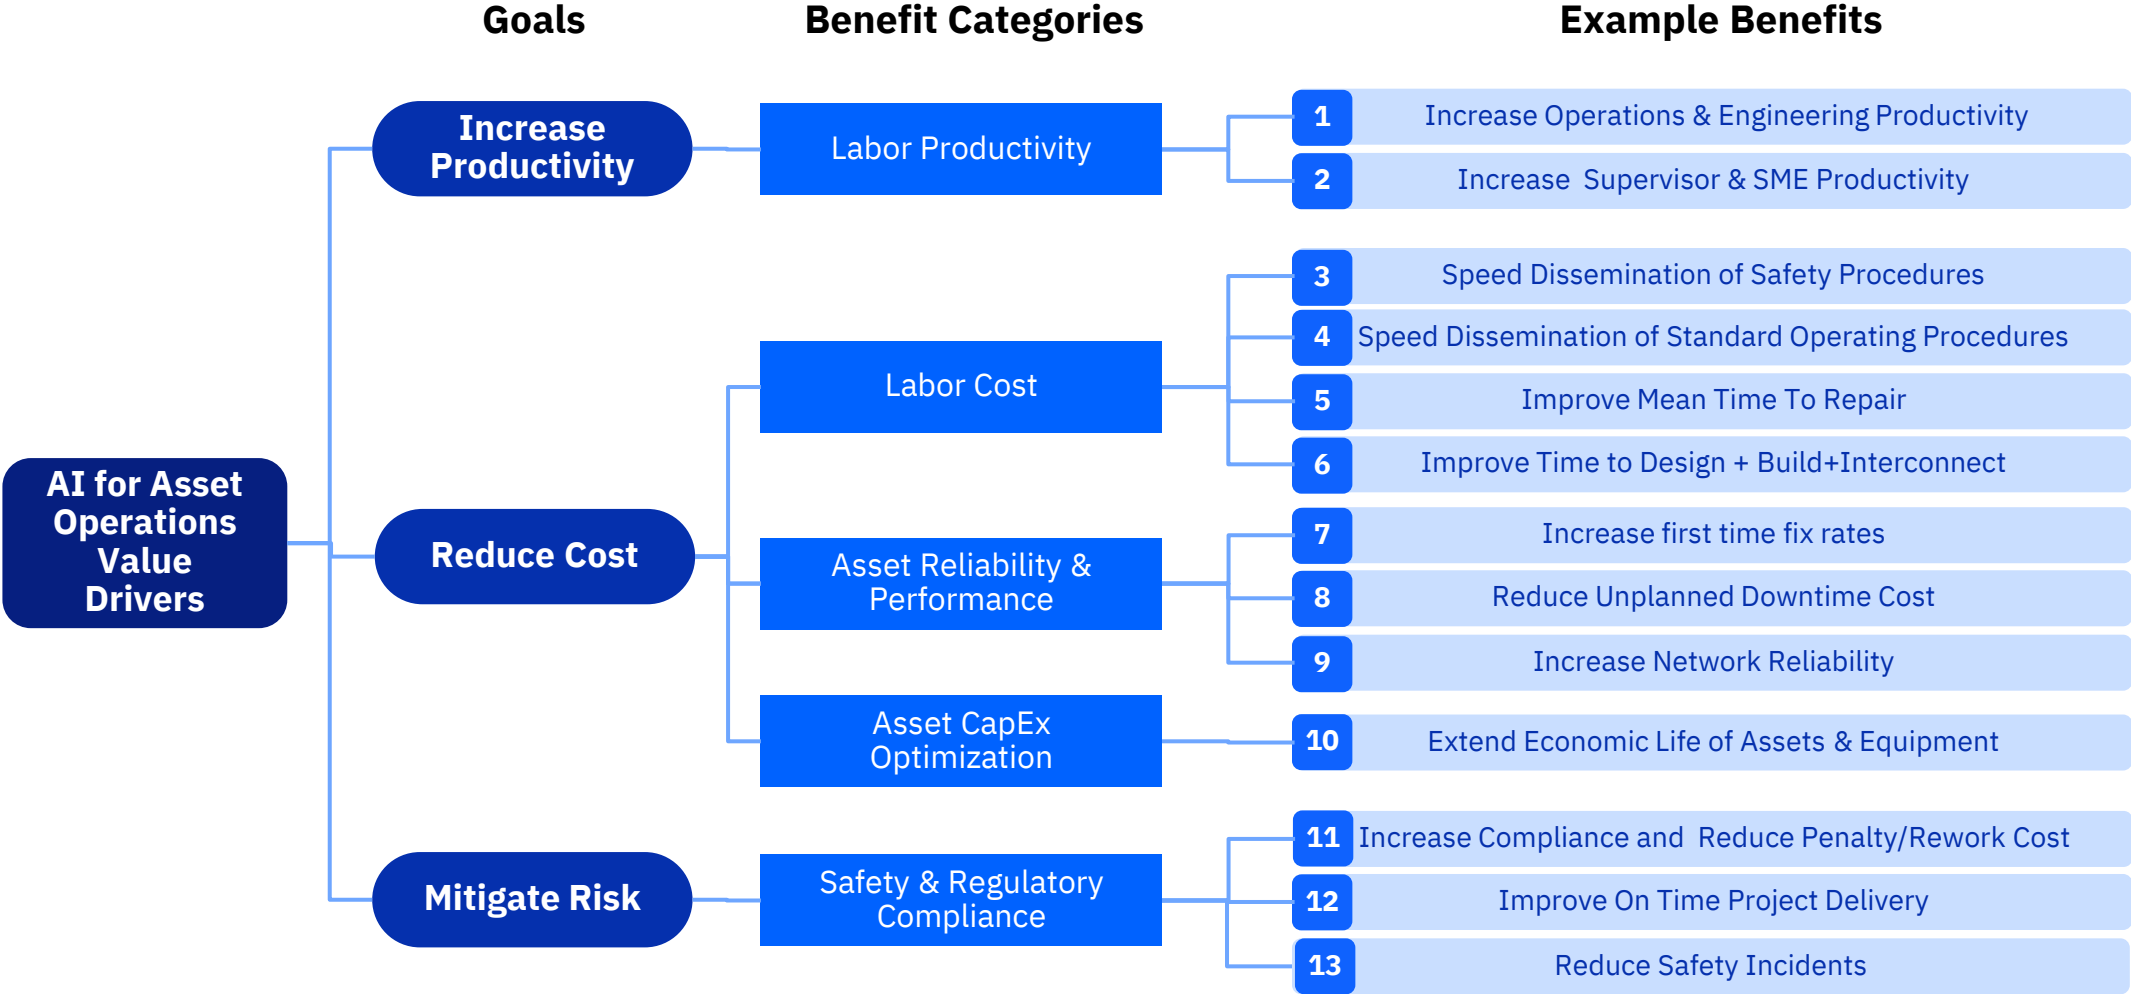 Goals
Benefit Categories
Example Benefits
AI for Asset
Operations
Value
Drivers
Increase
Productivity
Labor Productivity
1 Increase Operations & Engineering Productivity
2 Increase  Supervisor & SME Productivity
Reduce Cost
Labor Cost
3 Speed Dissemination of Safety Procedures
4 Speed Dissemination of Standard Operating Procedures
5 Improve Mean Time To Repair
6 Improve Time to Design + Build+Interconnect
Asset Reliability &
Performance
7 Increase first time fix rates
8 Reduce Unplanned Downtime Cost
9 Increase Network Reliability
Asset CapEx
Optimization
10 Extend Economic Life of Assets & Equipment
Mitigate Risk
Safety & Regulatory
Compliance
11 Increase Compliance and  Reduce Penalty/Rework Cost
12 Improve On Time Project Delivery
13 Reduce Safety Incidents